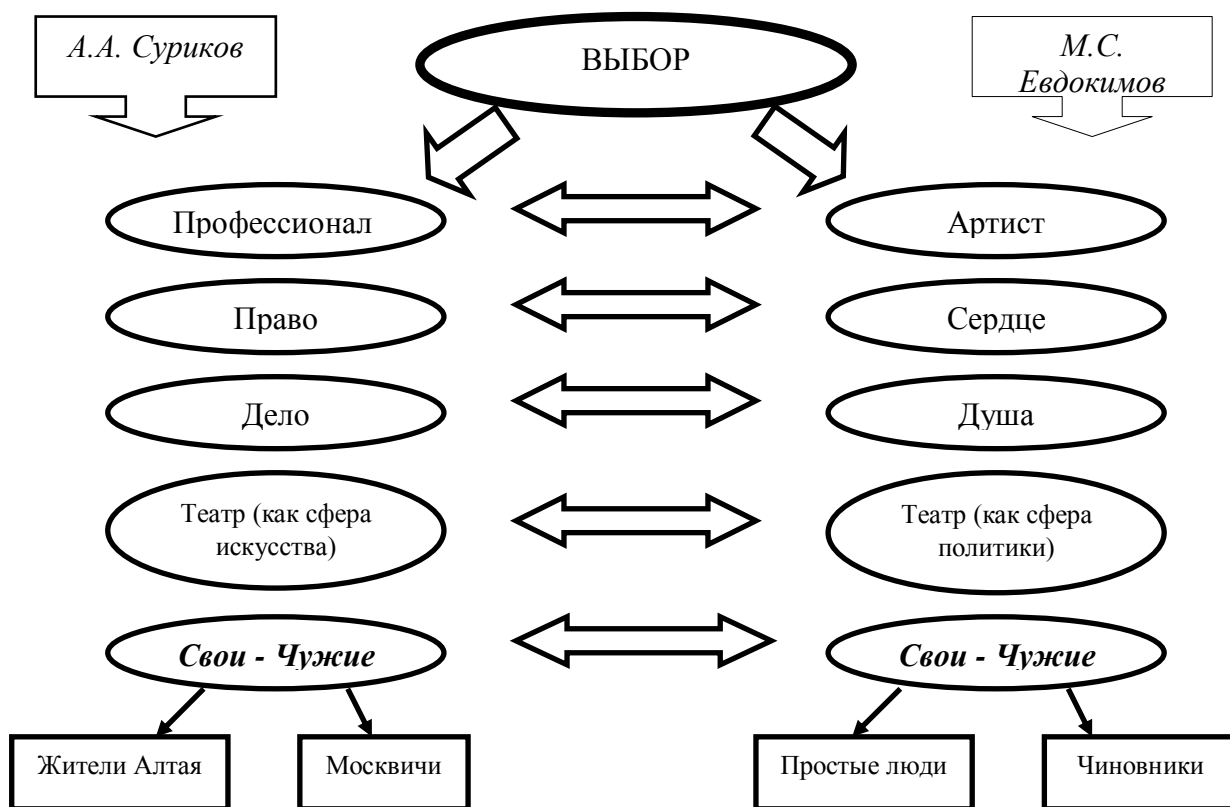 А.А. Суриков
ВЫБОР
М.С.
Евдокимов
Профессионал
Артист
Право
Сердце
Дело
Душа
Театр (как сфера
искусства)
Театр (как сфера
политики)
Свои - Чужие
Свои - Чужие
Жители Алтая
Москвичи
Простые люди
Чиновники